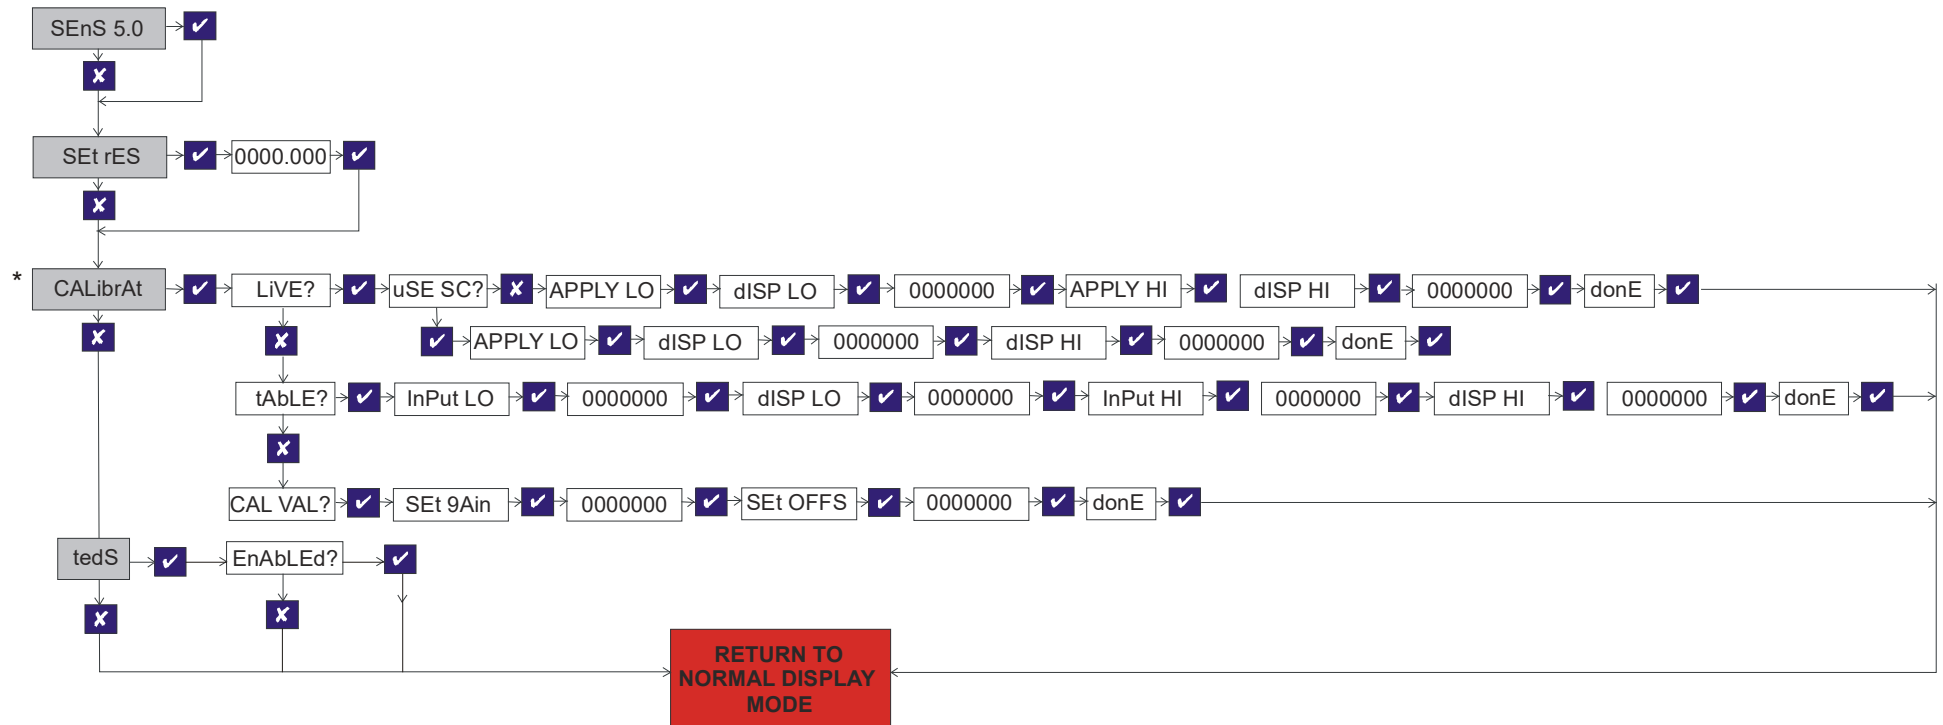 SEnS 5.0 ✔
✘
SEt rES ✔ 0000.000 ✔
✘
* CALibrAt ✔ LiVE? ✔ uSE SC? ✘ APPLY LO ✔ dISP LO ✔ 0000000 ✔ APPLY HI ✔ dISP HI ✔ 0000000 ✔ donE ✔
✘ ✘ ✔ APPLY LO ✔ dISP LO ✔ 0000000 ✔ dISP HI ✔ 0000000 ✔ donE ✔
tAbLE? ✔ InPut LO ✔ 0000000 ✔ dISP LO ✔ 0000000 ✔ InPut HI ✔ 0000000 ✔ dISP HI ✔ 0000000 ✔ donE ✔
✘
CAL VAL? ✔ SEt 9Ain ✔ 0000000 ✔ SEt OFFS ✔ 0000000 ✔ donE ✔
tedS ✔ EnAbLEd? ✔
✘ ✘
RETURN TO
NORMAL DISPLAY
MODE